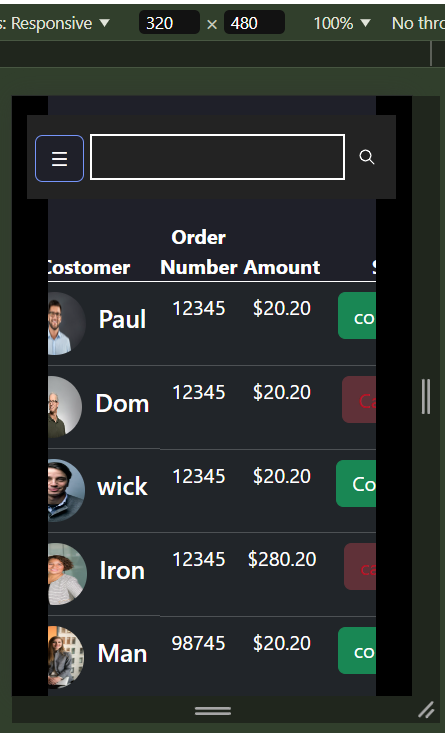 : Responsive ▼ 320 × 480 100% ▼ No thro
Order
Costomer Number Amount S
Paul 12345 $20.20 co
Dom 12345 $20.20 Ca
wick 12345 $20.20 Co
Iron 12345 $280.20 ca
Man 98745 $20.20 co